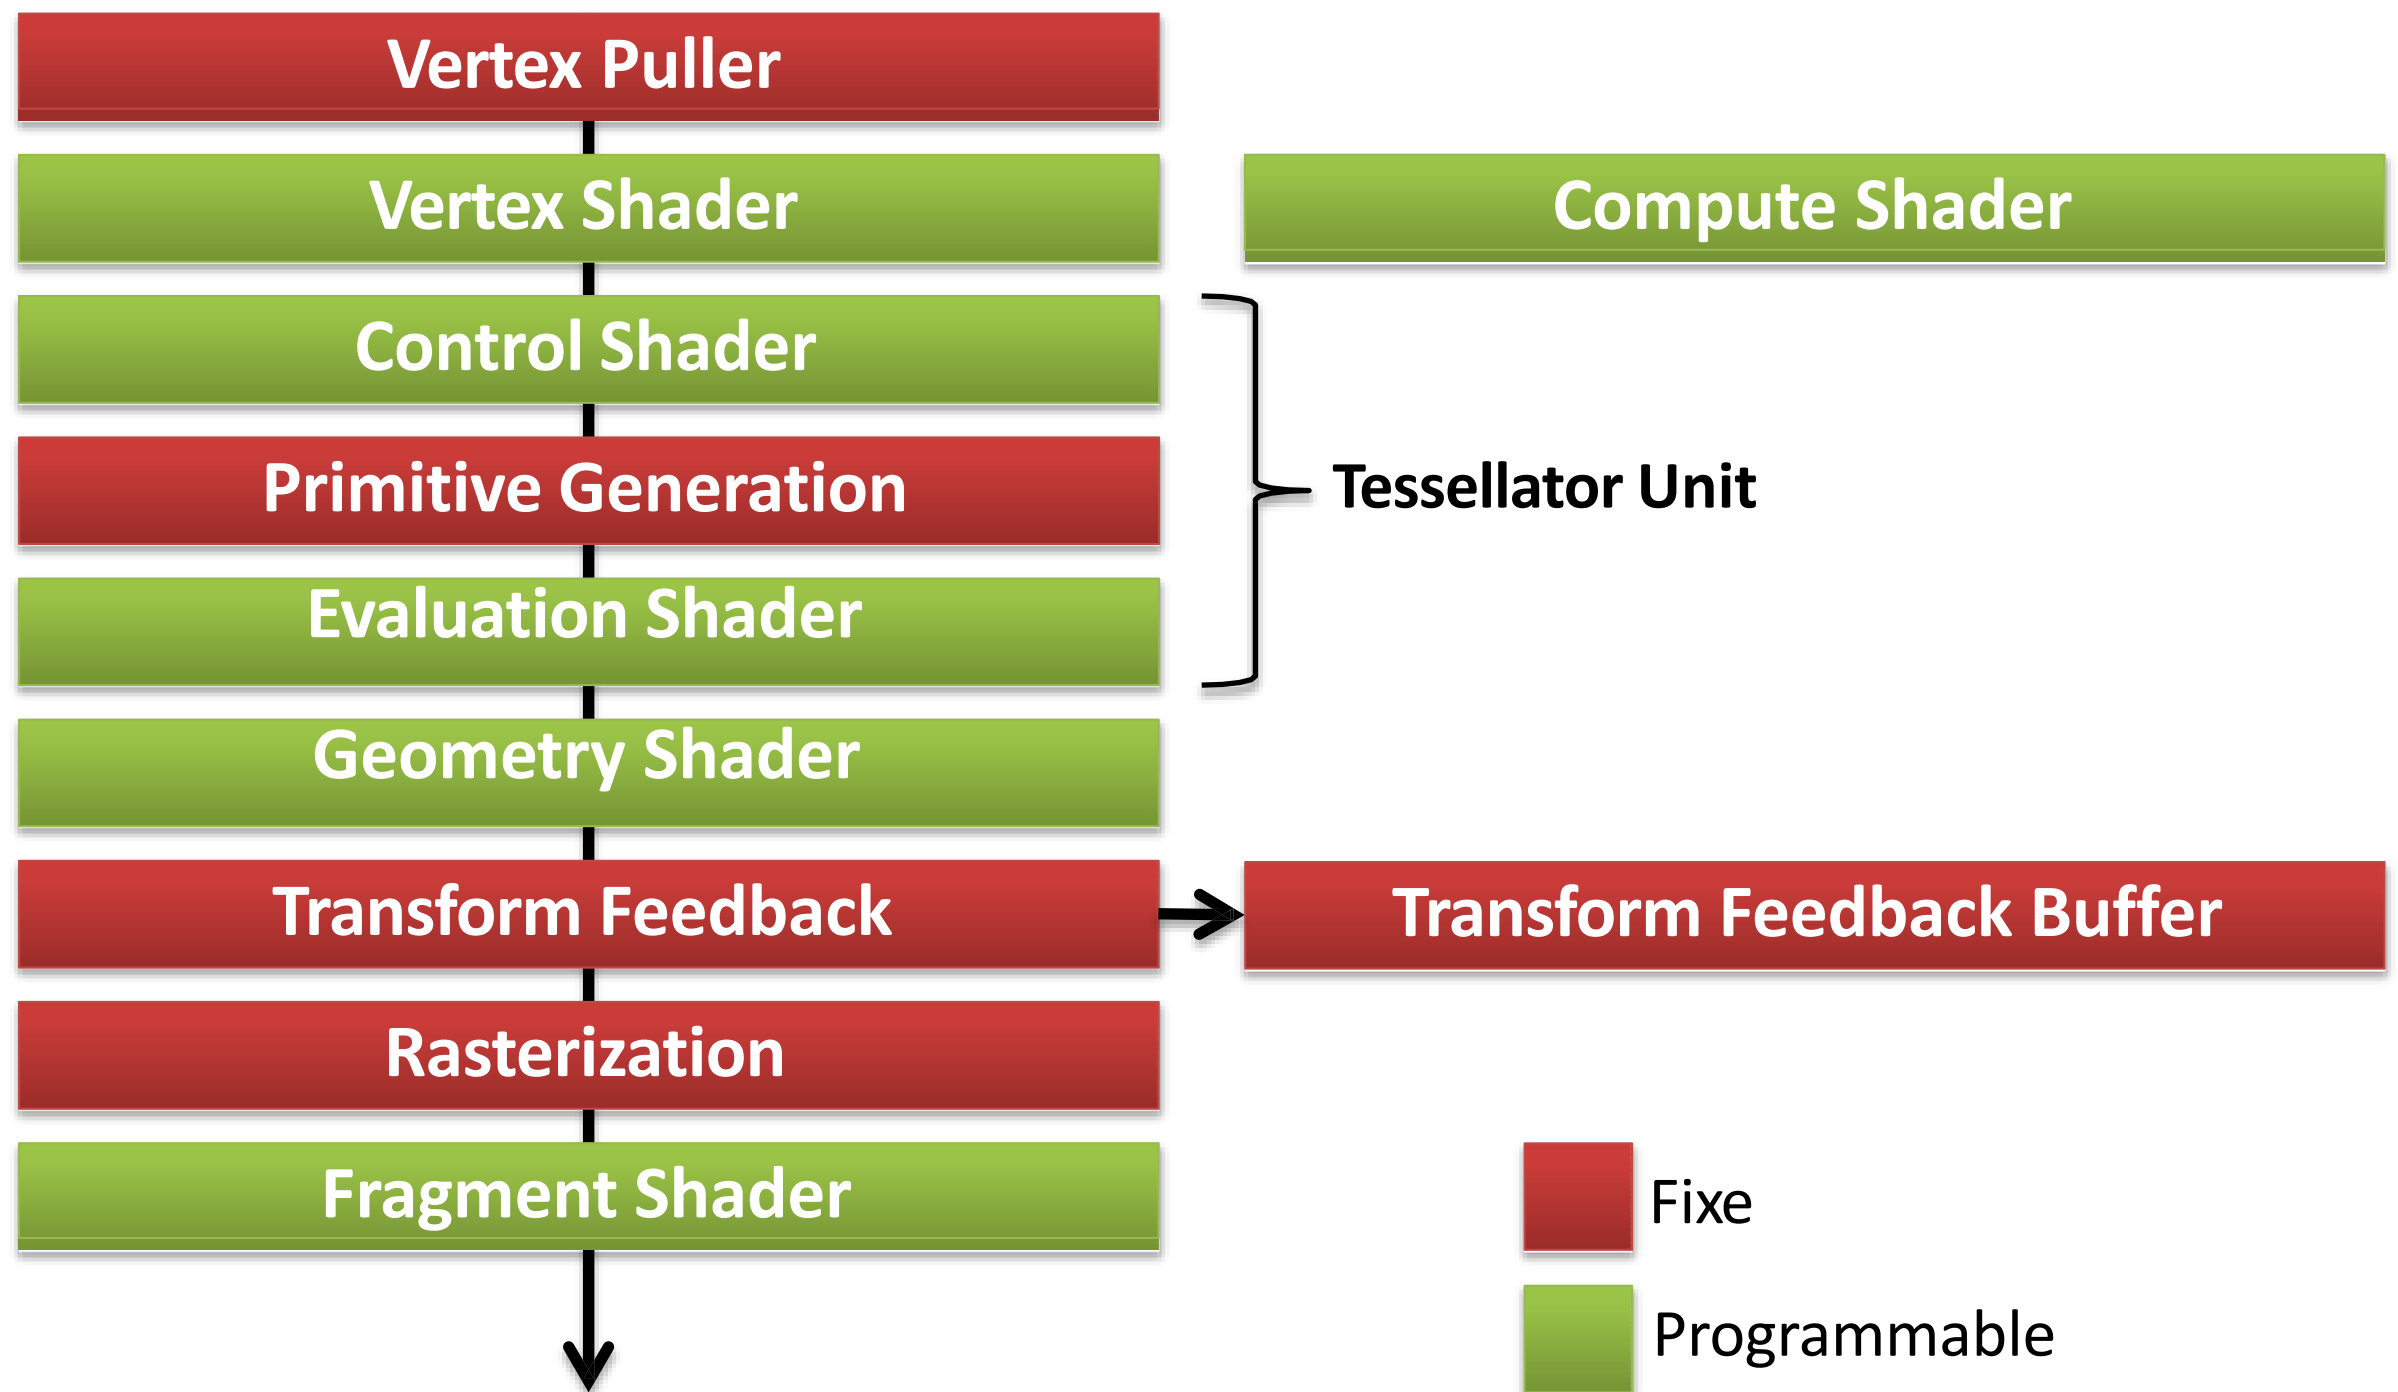 Vertex Puller
Vertex Shader
Compute Shader
Control Shader
Primitive Generation
Tessellator Unit
Evaluation Shader
Geometry Shader
Transform Feedback
Transform Feedback Buffer
Rasterization
Fragment Shader
Fixe
Programmable